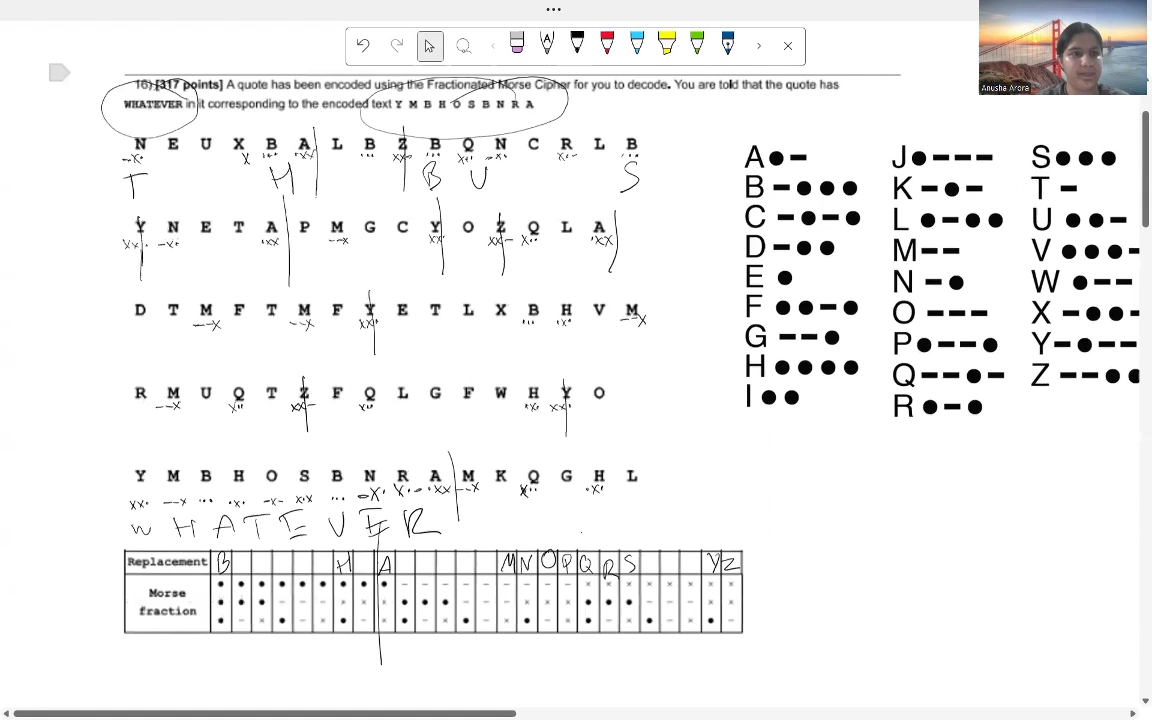 16) [317 points] A quote has been encoded using the Fractionated Morse Cipher for you to decode. You are told that the quote has
WHATEVER in it corresponding to the encoded text Y M B H O S B N R A
N E U X B A L B Z B Q N C R L B
T H B U S
Y N E T A P M G C Y O Z Q L A
D T M F T M F Y E T L X B H V M
R M U Q T Z F Q L G F W H Y O
Y M B H O S B N R A M K Q G H L
W H A T E V E R
Replacement B H A M N O P Q R S Y Z
Morse
fraction
A ●– J ●––– S ●●●
B –●●● K –●– T –
C –●–● L ●–●● U ●●–
D –●● M –– V ●●●–
E ● N –● W ●––
F ●●–● O ––– X –●●–
G ––● P ●––● Y –●––
H ●●●● Q ––●– Z ––●●
I ●● R ●–●
Anusha Arora